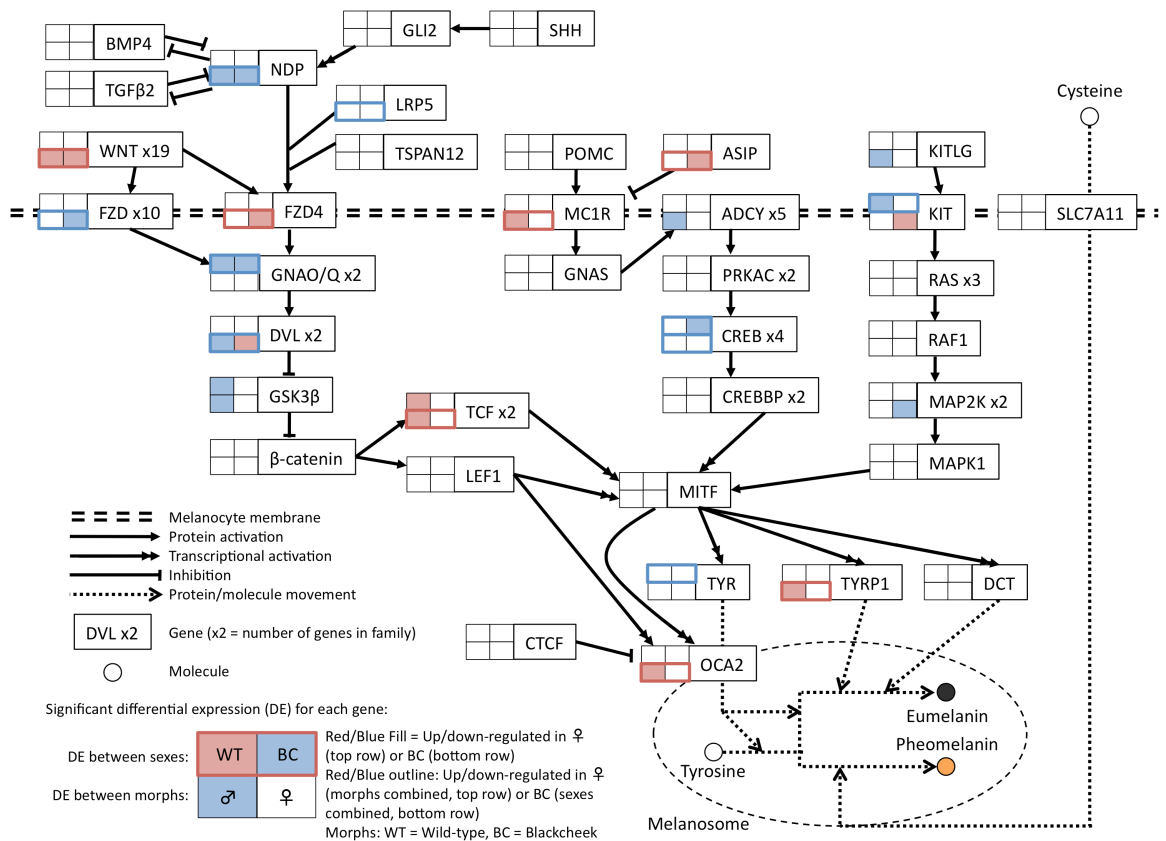 BMP4
GLI2
SHH
NDP
TGFβ2
LRP5
Cysteine
WNT x19
TSPAN12
POMC
ASIP
KITLG
FZD x10
FZD4
MC1R
ADCY x5
KIT
SLC7A11
GNAO/Q x2
GNAS
PRKAC x2
RAS x3
DVL x2
CREB x4
RAF1
GSK3β
TCF x2
CREBBP x2
MAP2K x2
β-catenin
LEF1
MITF
MAPK1
Melanocyte membrane
Protein activation
Transcriptional activation
Inhibition
Protein/molecule movement
TYR
TYRP1
DCT
DVL x2
Gene (x2 = number of genes in family)
CTCF
OCA2
Molecule
Significant differential expression (DE) for each gene:
DE between sexes:
WT
BC
Red/Blue Fill = Up/down-regulated in ♀
(top row) or BC (bottom row)
DE between morphs:
♂
♀
Red/Blue outline: Up/down-regulated in ♀
(morphs combined, top row) or BC (sexes
combined, bottom row)
Morphs: WT = Wild-type, BC = Blackcheek
Eumelanin
Pheomelanin
Tyrosine
Melanosome